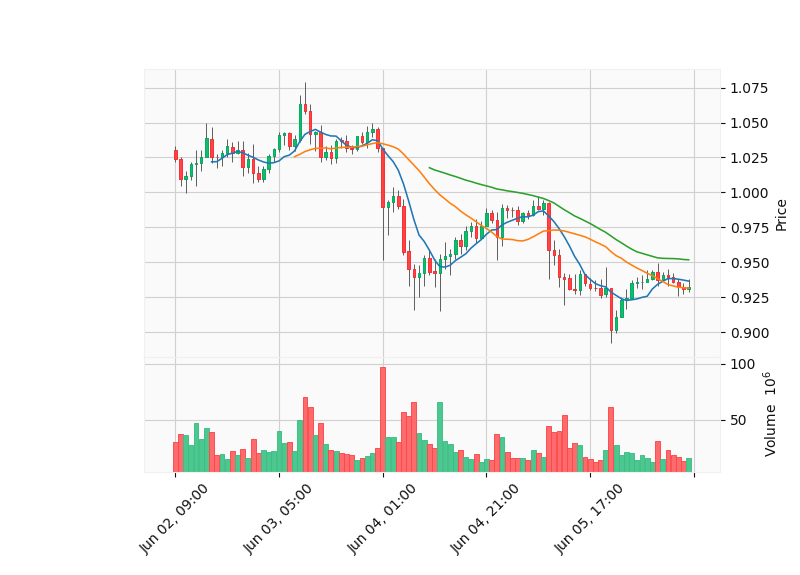 1.075
1.050
1.025
1.000
0.975
0.950
0.925
0.900
Price
100
50
Volume 10^6
Jun 02, 09:00
Jun 03, 05:00
Jun 04, 01:00
Jun 04, 21:00
Jun 05, 17:00